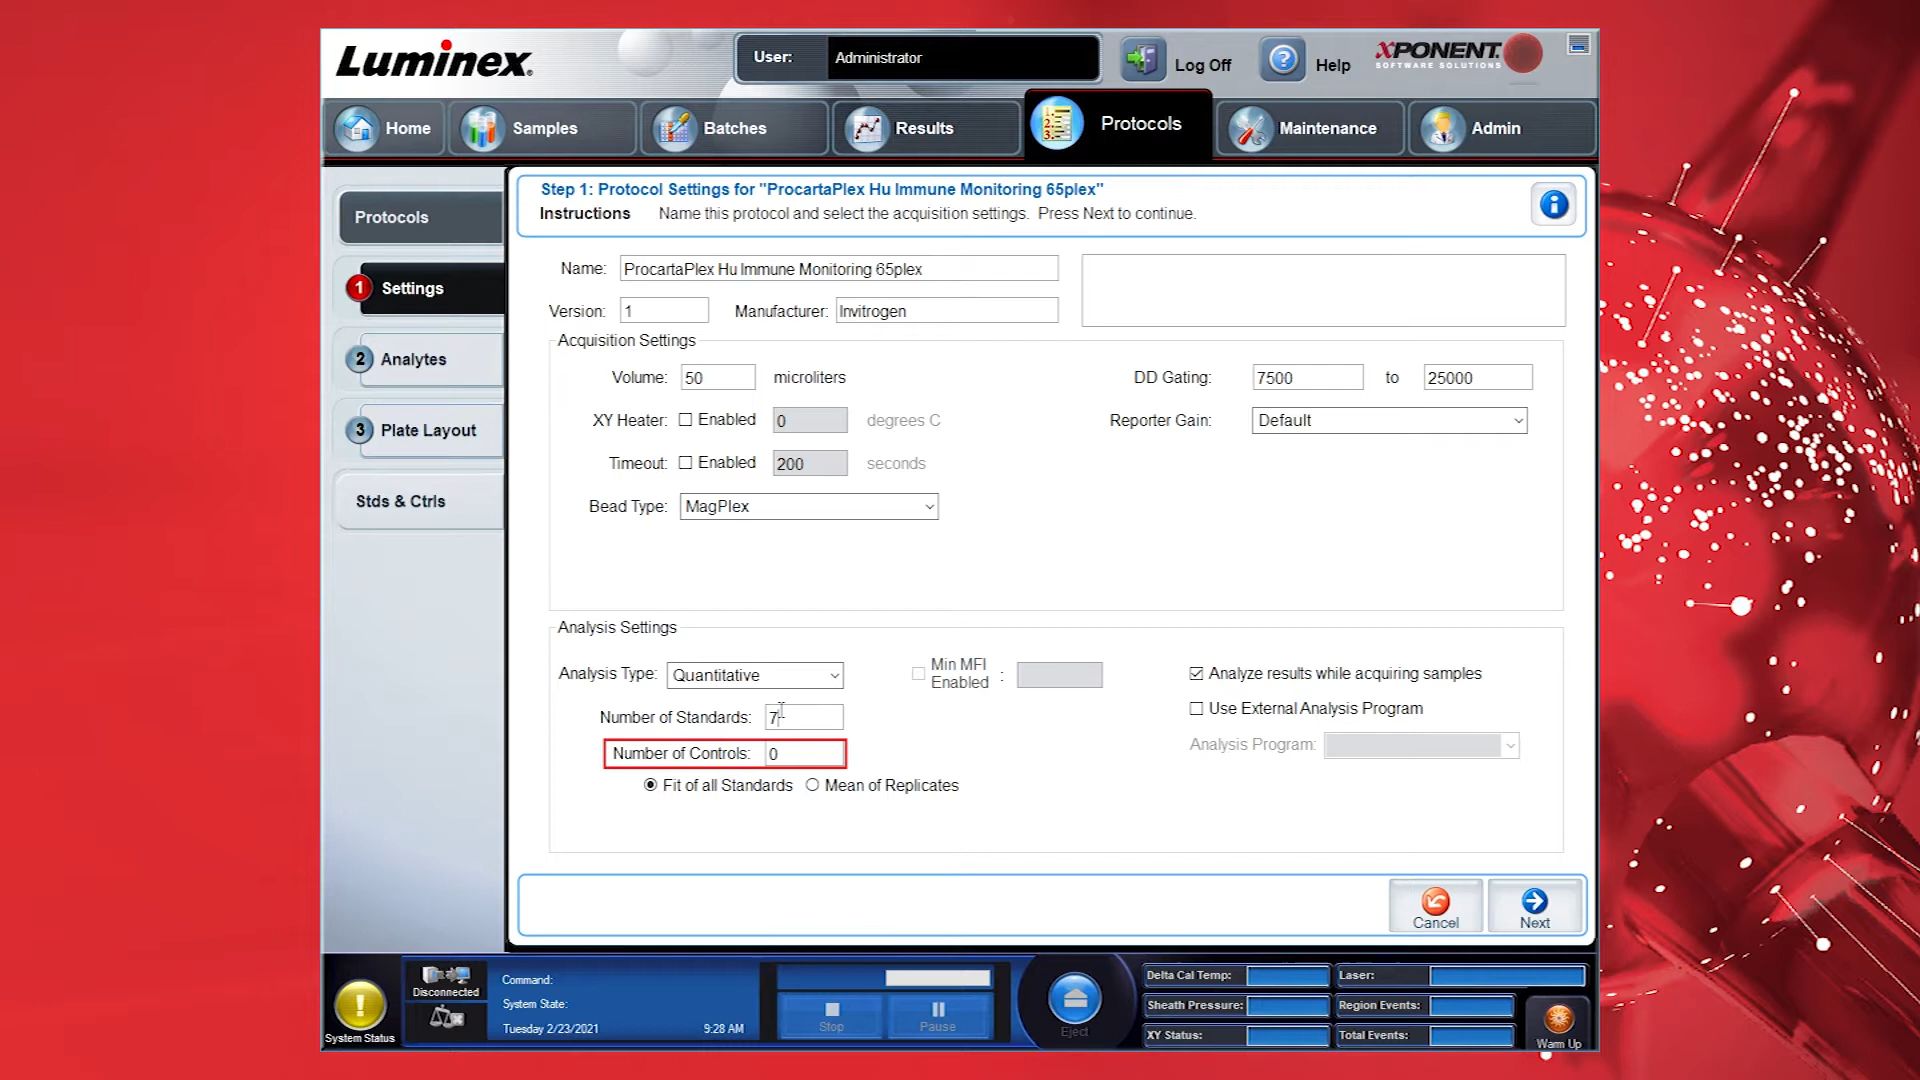 Luminex
User: Administrator
Log Off
Help
XPONENT.
SOFTWARE SOLUTIONS
Home
Samples
Batches
Results
1.
2.
3.
Protocols
Maintenance
Admin
Protocols
1 Settings
2 Analytes
3 Plate Layout
Stds & Ctrls
Step 1: Protocol Settings for "ProcartaPlex Hu Immune Monitoring 65plex"
Instructions Name this protocol and select the acquisition settings. Press Next to continue.
Name: ProcartaPlex Hu Immune Monitoring 65plex
Version: 1 Manufacturer: Invitrogen
Acquisition Settings
Volume: 50 microliters
DD Gating: 7500 to 25000
XY Heater: Enabled 0 degrees C
Reporter Gain: Default
Timeout: Enabled 200 seconds
Bead Type: MagPlex
Analysis Settings
Analysis Type: Quantitative
Min MFI
Enabled :
Analyze results while acquiring samples
Number of Standards: 7
Use External Analysis Program
Number of Controls: 0
Analysis Program:
Fit of all Standards Mean of Replicates
Cancel
Next
System Status
Disconnected
Command:
System State:
Tuesday 2/23/2021 9:28 AM
Stop
Pause
Eject
Delta Cal Temp: Laser:
Sheath Pressure: Region Events:
XY Status: Total Events:
Warm Up